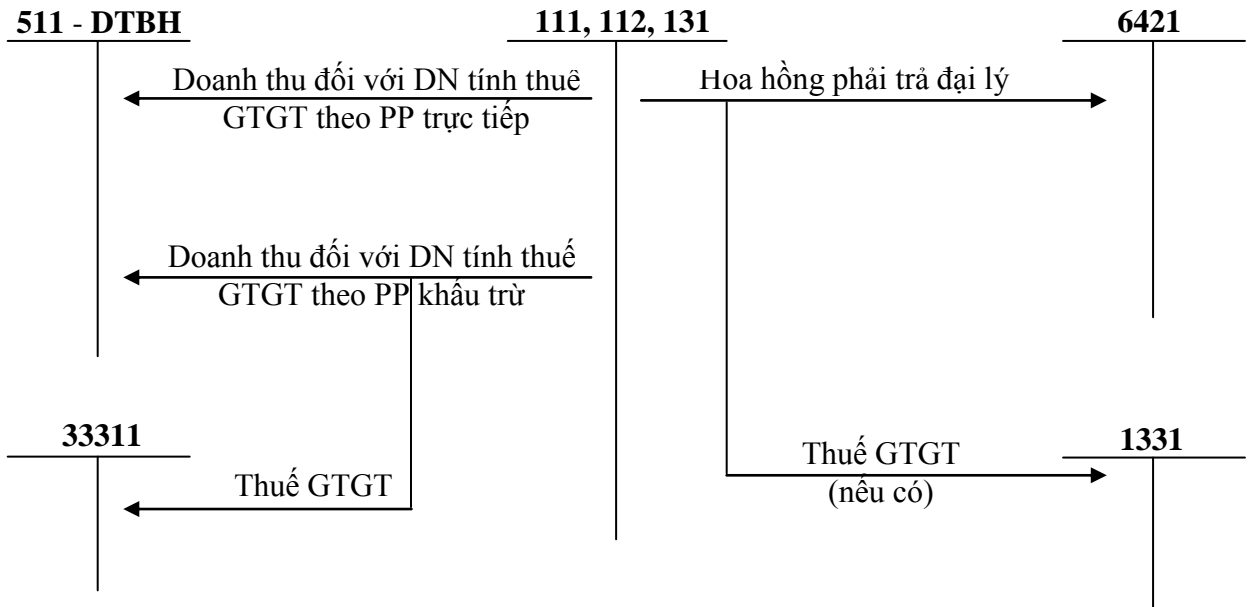 511 - DTBH
111, 112, 131
6421
Doanh thu đối với DN tính thuê
GTGT theo PP trực tiếp
Hoa hồng phải trả đại lý
Doanh thu đối với DN tính thuế
GTGT theo PP khấu trừ
33311
Thuế GTGT
1331
Thuế GTGT
(nếu có)